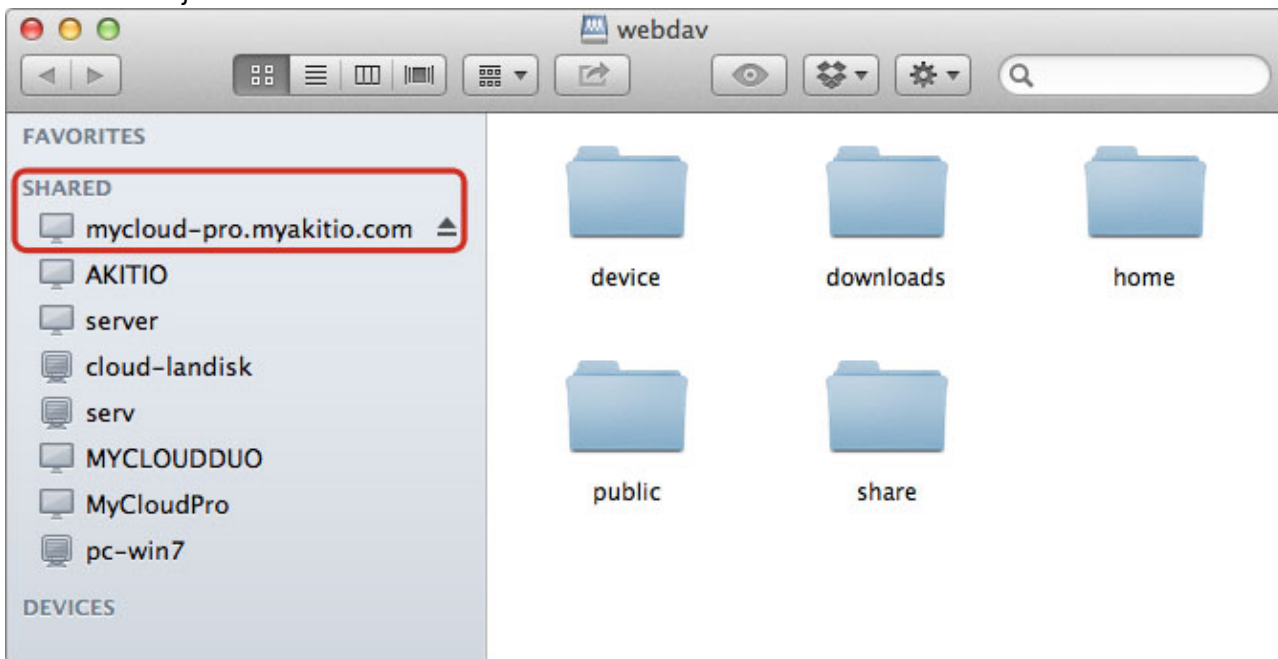 webdav
FAVORITES
SHARED
mycloud-pro.myakitio.com
AKITIO
server
cloud-landisk
serv
MYCLOUDDUO
MyCloudPro
pc-win7
DEVICES
device
downloads
home
public
share